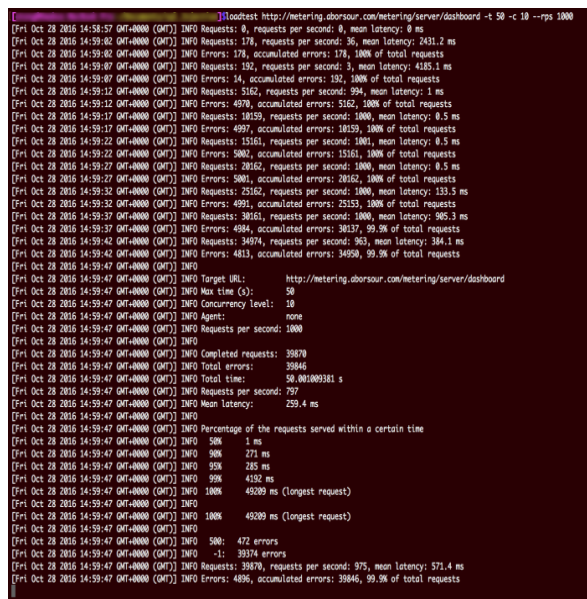 ]$loadtest http://metering.aborsour.com/metering/server/dashboard -t 50 -c 10 --rps 1000
[Fri Oct 28 2016 14:58:57 GMT+0000 (GMT)] INFO Requests: 0, requests per second: 0, mean latency: 0 ms
[Fri Oct 28 2016 14:59:02 GMT+0000 (GMT)] INFO Requests: 178, requests per second: 36, mean latency: 2431.2 ms
[Fri Oct 28 2016 14:59:02 GMT+0000 (GMT)] INFO Errors: 178, accumulated errors: 178, 100% of total requests
[Fri Oct 28 2016 14:59:07 GMT+0000 (GMT)] INFO Requests: 192, requests per second: 3, mean latency: 4185.1 ms
[Fri Oct 28 2016 14:59:07 GMT+0000 (GMT)] INFO Errors: 14, accumulated errors: 192, 100% of total requests
[Fri Oct 28 2016 14:59:12 GMT+0000 (GMT)] INFO Requests: 5162, requests per second: 994, mean latency: 1 ms
[Fri Oct 28 2016 14:59:12 GMT+0000 (GMT)] INFO Errors: 4970, accumulated errors: 5162, 100% of total requests
[Fri Oct 28 2016 14:59:17 GMT+0000 (GMT)] INFO Requests: 10159, requests per second: 1000, mean latency: 0.5 ms
[Fri Oct 28 2016 14:59:17 GMT+0000 (GMT)] INFO Errors: 4997, accumulated errors: 10159, 100% of total requests
[Fri Oct 28 2016 14:59:22 GMT+0000 (GMT)] INFO Requests: 15161, requests per second: 1001, mean latency: 0.5 ms
[Fri Oct 28 2016 14:59:22 GMT+0000 (GMT)] INFO Errors: 5002, accumulated errors: 15161, 100% of total requests
[Fri Oct 28 2016 14:59:27 GMT+0000 (GMT)] INFO Requests: 20162, requests per second: 1000, mean latency: 0.5 ms
[Fri Oct 28 2016 14:59:27 GMT+0000 (GMT)] INFO Errors: 5001, accumulated errors: 20162, 100% of total requests
[Fri Oct 28 2016 14:59:32 GMT+0000 (GMT)] INFO Requests: 25162, requests per second: 1000, mean latency: 133.5 ms
[Fri Oct 28 2016 14:59:32 GMT+0000 (GMT)] INFO Errors: 4991, accumulated errors: 25153, 100% of total requests
[Fri Oct 28 2016 14:59:37 GMT+0000 (GMT)] INFO Requests: 30161, requests per second: 1000, mean latency: 905.3 ms
[Fri Oct 28 2016 14:59:37 GMT+0000 (GMT)] INFO Errors: 4984, accumulated errors: 30137, 99.9% of total requests
[Fri Oct 28 2016 14:59:42 GMT+0000 (GMT)] INFO Requests: 34974, requests per second: 963, mean latency: 384.1 ms
[Fri Oct 28 2016 14:59:42 GMT+0000 (GMT)] INFO Errors: 4813, accumulated errors: 34950, 99.9% of total requests
[Fri Oct 28 2016 14:59:47 GMT+0000 (GMT)] INFO
[Fri Oct 28 2016 14:59:47 GMT+0000 (GMT)] INFO Target URL: http://metering.aborsour.com/metering/server/dashboard
[Fri Oct 28 2016 14:59:47 GMT+0000 (GMT)] INFO Max time (s): 50
[Fri Oct 28 2016 14:59:47 GMT+0000 (GMT)] INFO Concurrency level: 10
[Fri Oct 28 2016 14:59:47 GMT+0000 (GMT)] INFO Agent: none
[Fri Oct 28 2016 14:59:47 GMT+0000 (GMT)] INFO Requests per second: 1000
[Fri Oct 28 2016 14:59:47 GMT+0000 (GMT)] INFO
[Fri Oct 28 2016 14:59:47 GMT+0000 (GMT)] INFO Completed requests: 39870
[Fri Oct 28 2016 14:59:47 GMT+0000 (GMT)] INFO Total errors: 39846
[Fri Oct 28 2016 14:59:47 GMT+0000 (GMT)] INFO Total time: 50.001009381 s
[Fri Oct 28 2016 14:59:47 GMT+0000 (GMT)] INFO Requests per second: 797
[Fri Oct 28 2016 14:59:47 GMT+0000 (GMT)] INFO Mean latency: 259.4 ms
[Fri Oct 28 2016 14:59:47 GMT+0000 (GMT)] INFO
[Fri Oct 28 2016 14:59:47 GMT+0000 (GMT)] INFO Percentage of the requests served within a certain time
[Fri Oct 28 2016 14:59:47 GMT+0000 (GMT)] INFO 50% 1 ms
[Fri Oct 28 2016 14:59:47 GMT+0000 (GMT)] INFO 90% 271 ms
[Fri Oct 28 2016 14:59:47 GMT+0000 (GMT)] INFO 95% 285 ms
[Fri Oct 28 2016 14:59:47 GMT+0000 (GMT)] INFO 99% 4192 ms
[Fri Oct 28 2016 14:59:47 GMT+0000 (GMT)] INFO 100% 49209 ms (longest request)
[Fri Oct 28 2016 14:59:47 GMT+0000 (GMT)] INFO
[Fri Oct 28 2016 14:59:47 GMT+0000 (GMT)] INFO 100% 49209 ms (longest request)
[Fri Oct 28 2016 14:59:47 GMT+0000 (GMT)] INFO
[Fri Oct 28 2016 14:59:47 GMT+0000 (GMT)] INFO 500: 472 errors
[Fri Oct 28 2016 14:59:47 GMT+0000 (GMT)] INFO -1: 39374 errors
[Fri Oct 28 2016 14:59:47 GMT+0000 (GMT)] INFO Requests: 39870, requests per second: 975, mean latency: 571.4 ms
[Fri Oct 28 2016 14:59:47 GMT+0000 (GMT)] INFO Errors: 4896, accumulated errors: 39846, 99.9% of total requests